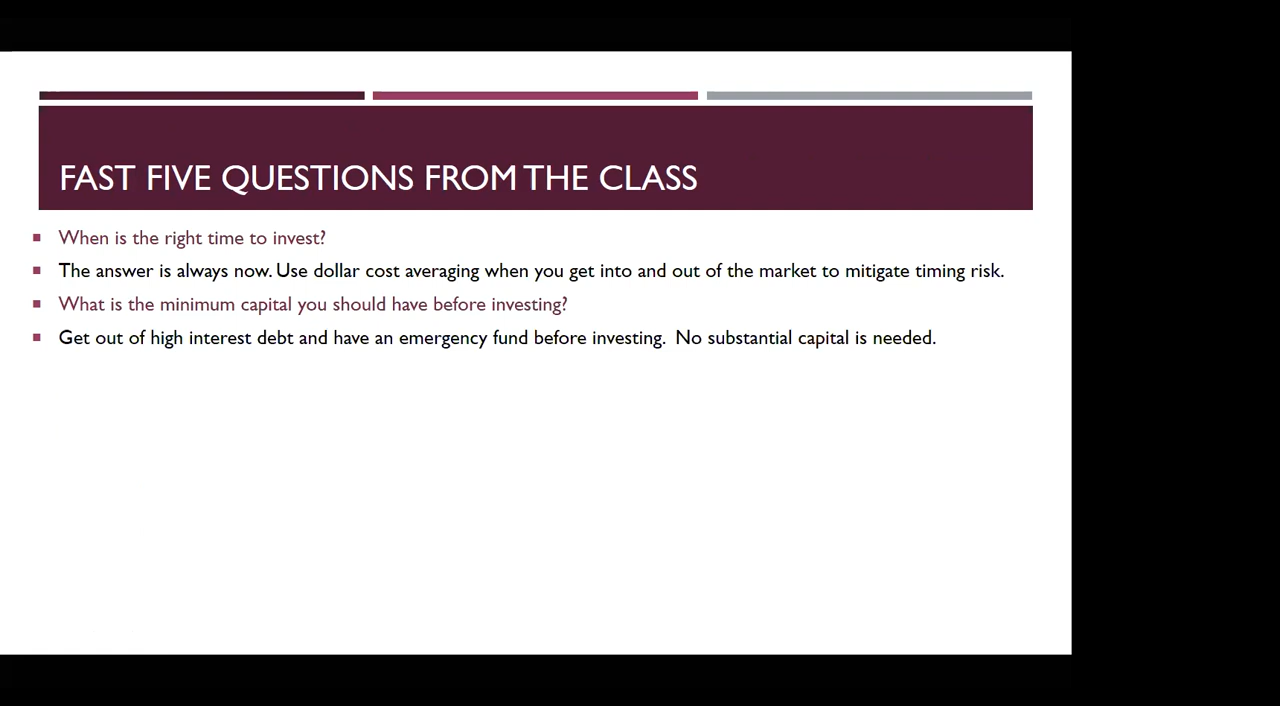 FAST FIVE QUESTIONS FROM THE CLASS
When is the right time to invest?
The answer is always now. Use dollar cost averaging when you get into and out of the market to mitigate timing risk.
What is the minimum capital you should have before investing?
Get out of high interest debt and have an emergency fund before investing.  No substantial capital is needed.